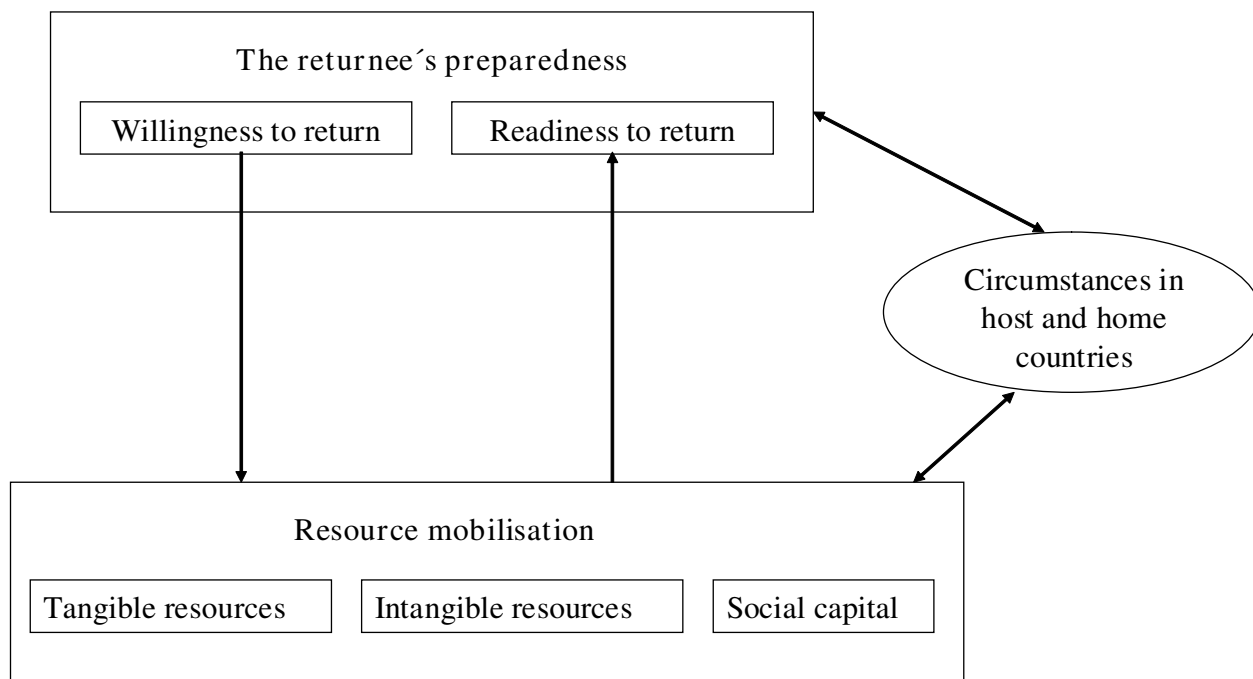 The returnee´s preparedness
Willingness to return
Readiness to return
Circumstances in
host and home
countries
Resource mobilisation
Tangible resources
Intangible resources
Social capital